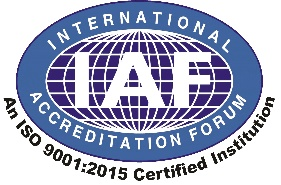 INTERNATIONAL
IAF
ACCREDITATION FORUM
An ISO 9001:2015 Certified Institution